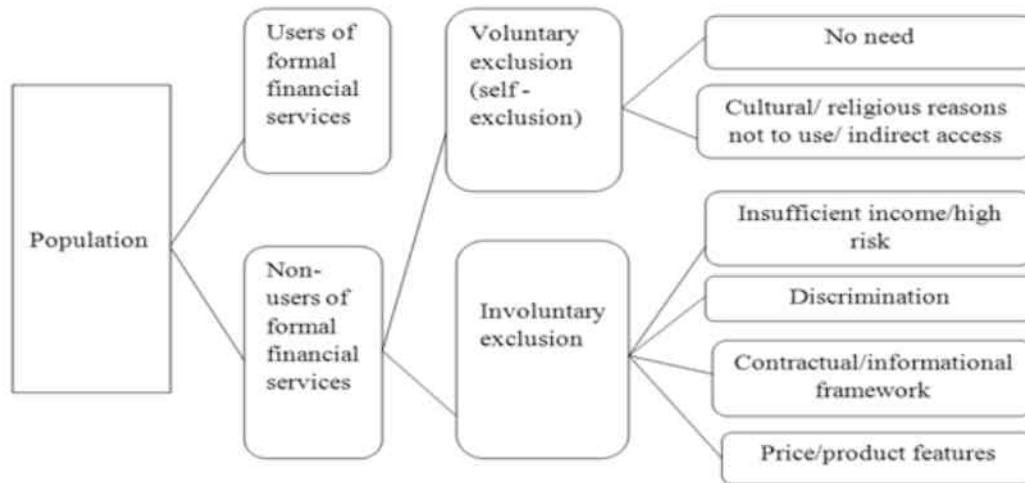 Population
Users of
formal
financial
services
Non-
users of
formal
financial
services
Voluntary
exclusion
(self -
exclusion)
Involuntary
exclusion
No need
Cultural/ religious reasons
not to use/ indirect access
Insufficient income/high
risk
Discrimination
Contractual/informational
framework
Price/product features